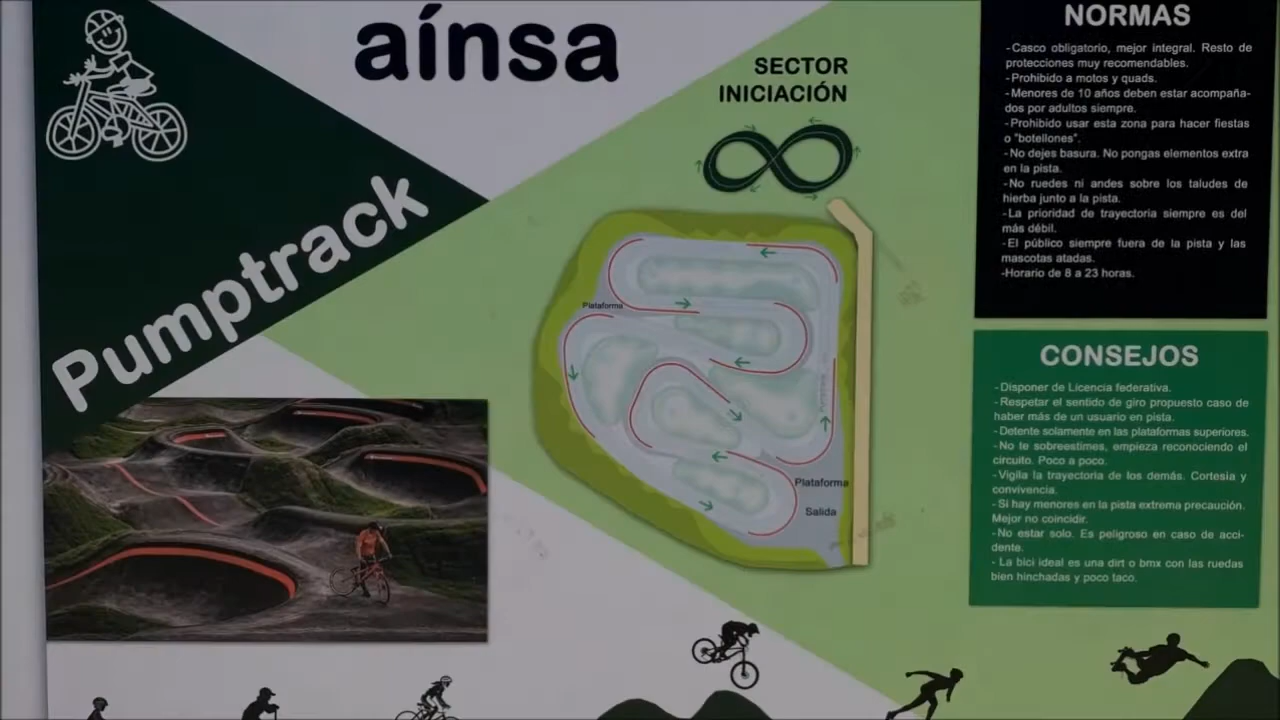 aínsa
Pumptrack
SECTOR
INICIACIÓN
Plataforma
Plataforma
Salida
NORMAS
-Casco obligatorio, mejor integral. Resto de
protecciones muy recomendables.
-Prohibido a motos y quads.
-Menores de 10 años deben estar acompaña-
dos por adultos siempre.
-Prohibido usar esta zona para hacer fiestas
o "botellones".
-No dejes basura. No pongas elementos extra
en la pista.
-No ruedes ni andes sobre los taludes de
hierba junto a la pista.
-La prioridad de trayectoria siempre es del
más débil.
-El público siempre fuera de la pista y las
mascotas atadas.
-Horario de 8 a 23 horas.
CONSEJOS
-Disponer de Licencia federativa.
-Respetar el sentido de giro propuesto caso de
haber más de un usuario en pista.
-Detente solamente en las plataformas superiores.
-No te sobreestimes, empieza reconociendo el
circuito. Poco a poco.
-Vigila la trayectoria de los demás. Cortesia y
convivencia.
-Si hay menores en la pista extrema precaución.
Mejor no coincidir.
-No estar solo. Es peligroso en caso de acci-
dente.
- La bici ideal es una dirt o bmx con las ruedas
bien hinchadas y poco taco.